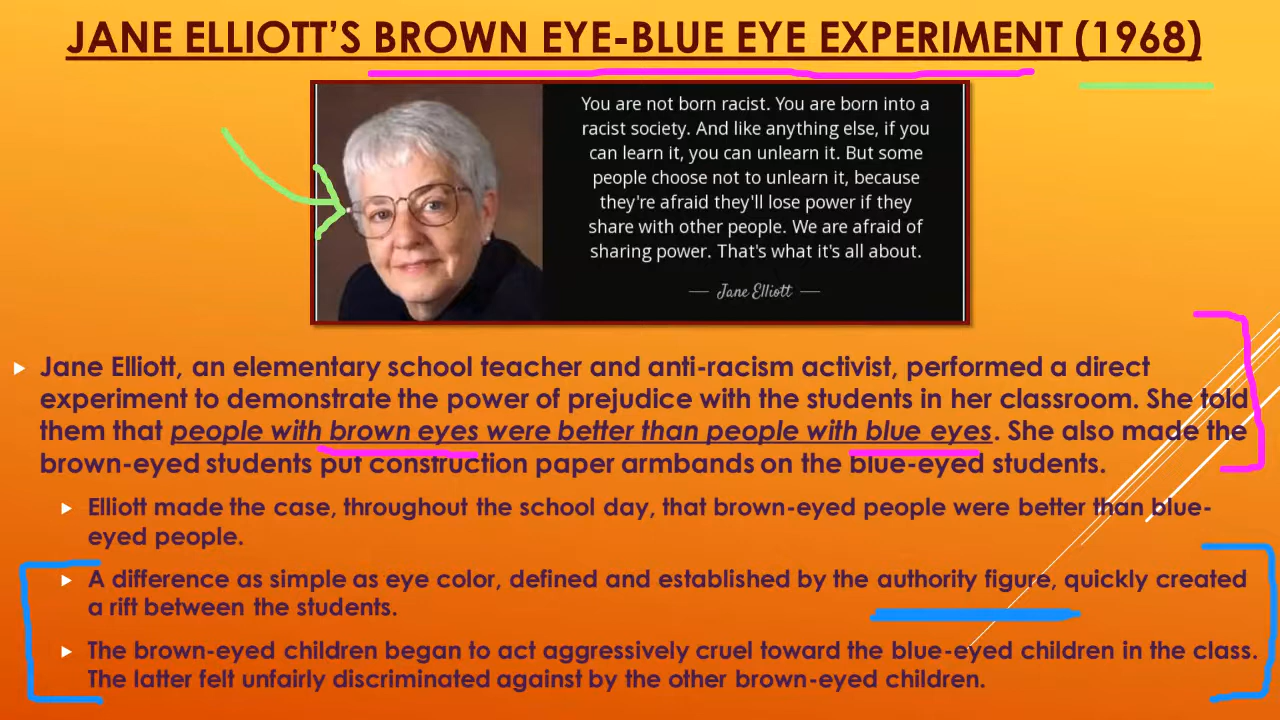 JANE ELLIOTT’S BROWN EYE-BLUE EYE EXPERIMENT (1968)
You are not born racist. You are born into a
racist society. And like anything else, if you
can learn it, you can unlearn it. But some
people choose not to unlearn it, because
they're afraid they'll lose power if they
share with other people. We are afraid of
sharing power. That's what it's all about.
Jane Elliott
Jane Elliott, an elementary school teacher and anti-racism activist, performed a direct
experiment to demonstrate the power of prejudice with the students in her classroom. She told
them that people with brown eyes were better than people with blue eyes. She also made the
brown-eyed students put construction paper armbands on the blue-eyed students.
Elliott made the case, throughout the school day, that brown-eyed people were better than blue-
eyed people.
A difference as simple as eye color, defined and established by the authority figure, quickly created
a rift between the students.
The brown-eyed children began to act aggressively cruel toward the blue-eyed children in the class.
The latter felt unfairly discriminated against by the other brown-eyed children.